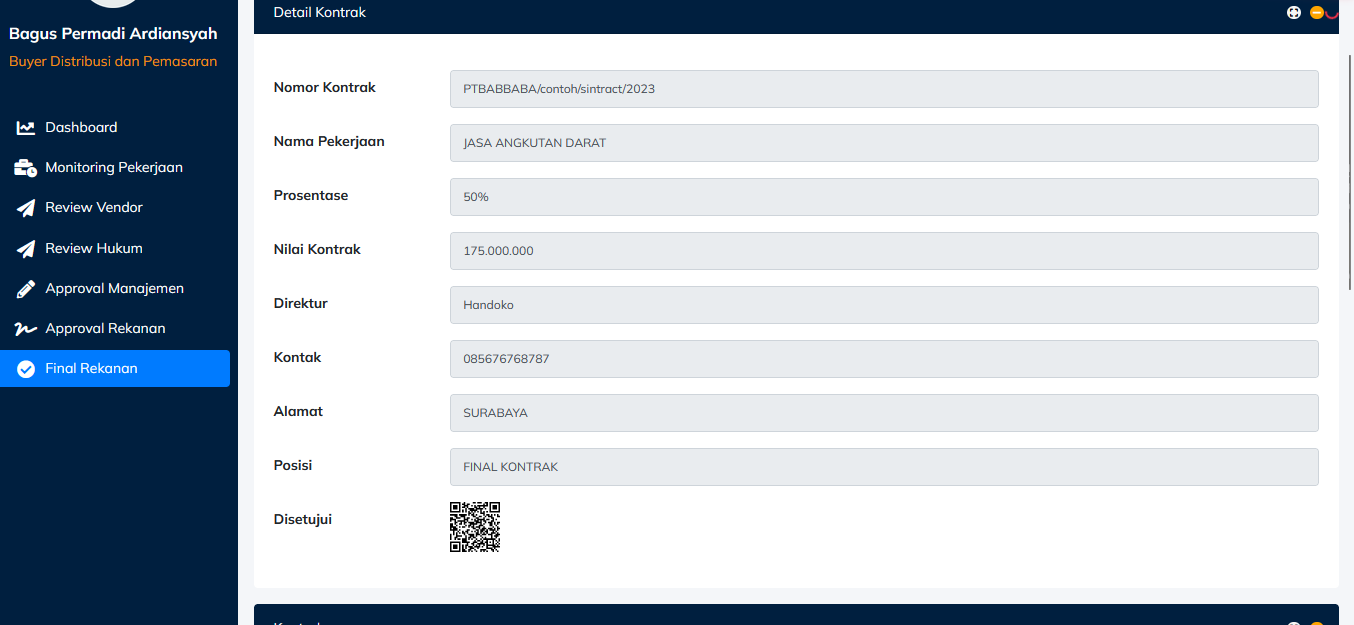 Bagus Permadi Ardiansyah
Buyer Distribusi dan Pemasaran
Dashboard
Monitoring Pekerjaan
Review Vendor
Review Hukum
Approval Manajemen
Approval Rekanan
Final Rekanan
Detail Kontrak
Nomor Kontrak
PTBABBABA/contoh/sintract/2023
Nama Pekerjaan
JASA ANGKUTAN DARAT
Prosentase
50%
Nilai Kontrak
175.000.000
Direktur
Handoko
Kontak
085676768787
Alamat
SURABAYA
Posisi
FINAL KONTRAK
Disetujui